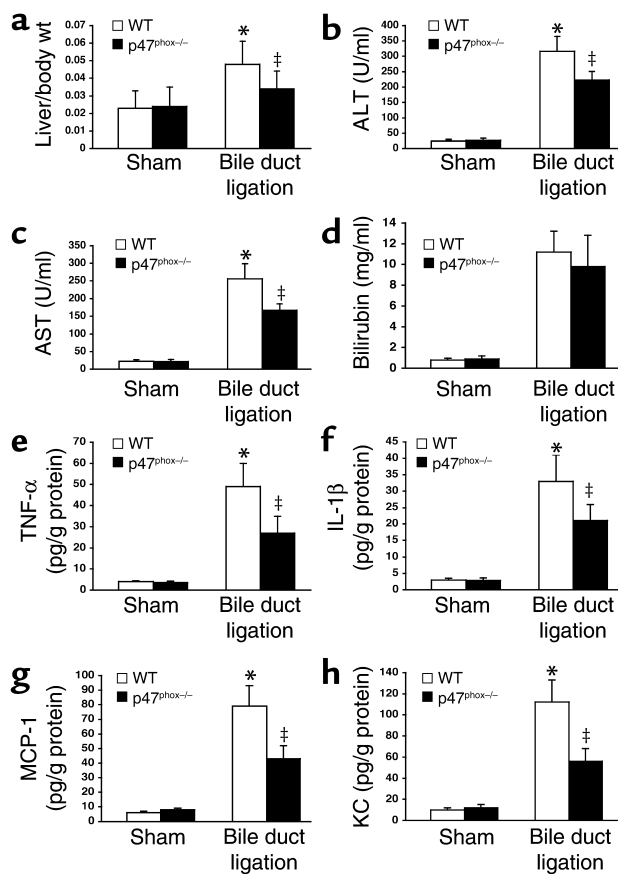 a
WT
p47phox–/–
Liver/body wt
0.07
0.06
0.05
0.04
0.03
0.02
0.01
0
*
‡
Sham
Bile duct
ligation
b
WT
p47phox–/–
ALT (U/ml)
400
350
300
250
200
150
100
50
0
*
‡
Sham
Bile duct
ligation
c
WT
p47phox–/–
AST (U/ml)
350
300
250
200
150
100
50
0
*
‡
Sham
Bile duct
ligation
d
WT
p47phox–/–
Bilirubin (mg/ml)
14
12
10
8
6
4
2
0
Sham
Bile duct
ligation
e
WT
p47phox–/–
TNF-α
(pg/g protein)
70
60
50
40
30
20
10
0
*
‡
Sham
Bile duct
ligation
f
WT
p47phox–/–
IL-1β
(pg/g protein)
45
40
35
30
25
20
15
10
5
0
*
‡
Sham
Bile duct
ligation
g
WT
p47phox–/–
MCP-1
(pg/g protein)
100
90
80
70
60
50
40
30
20
10
0
*
‡
Sham
Bile duct
ligation
h
WT
p47phox–/–
KC (pg/g protein)
140
120
100
80
60
40
20
0
*
‡
Sham
Bile duct
ligation